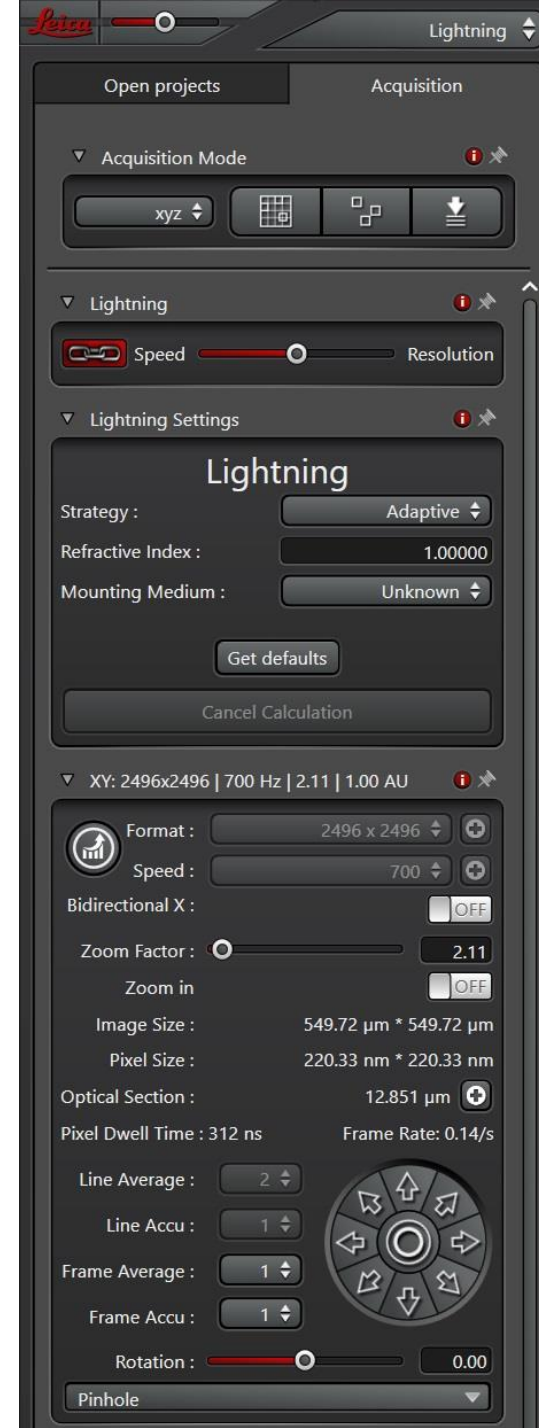 Leica
Lightning
Open projects
Acquisition
Acquisition Mode
xyz
Lightning
Speed Resolution
Lightning Settings
Lightning
Strategy : Adaptive
Refractive Index : 1.00000
Mounting Medium : Unknown
Get defaults
Cancel Calculation
XY: 2496x2496 | 700 Hz | 2.11 | 1.00 AU
Format : 2496 x 2496
Speed : 700
Bidirectional X : OFF
Zoom Factor : 2.11
Zoom in OFF
Image Size : 549.72 µm * 549.72 µm
Pixel Size : 220.33 nm * 220.33 nm
Optical Section : 12.851 µm
Pixel Dwell Time : 312 ns Frame Rate: 0.14/s
Line Average : 2
Line Accu : 1
Frame Average : 1
Frame Accu : 1
Rotation : 0.00
Pinhole